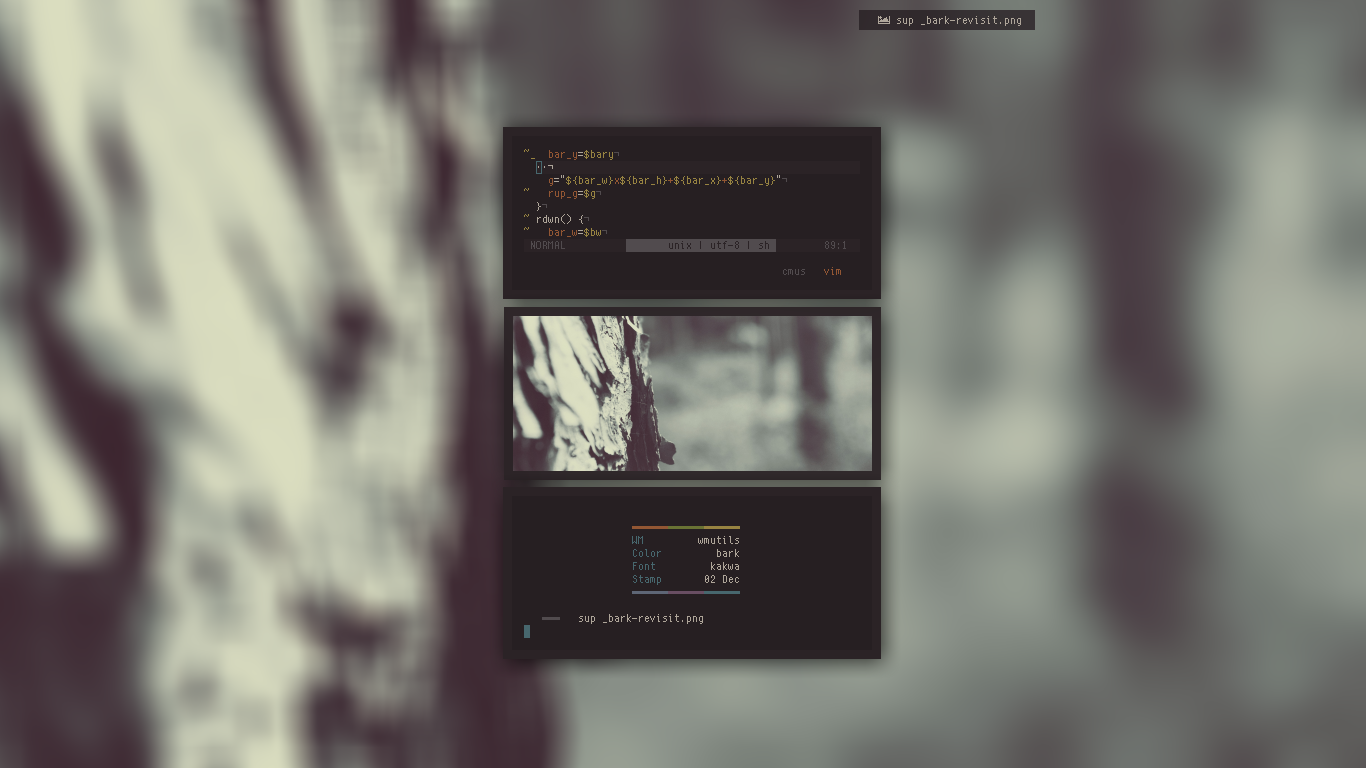 sup _bark-revisit.png
~_ bar_y=$bary¬
··¬
g="${bar_w}x${bar_h}+${bar_x}+${bar_y}"¬
~ rup_g=$g¬
}¬
~ rdwn() {¬
~ bar_w=$bw¬
NORMAL unix | utf-8 | sh 89:1
cmus vim
WM wmutils
Color bark
Font kakwa
Stamp 02 Dec
sup _bark-revisit.png